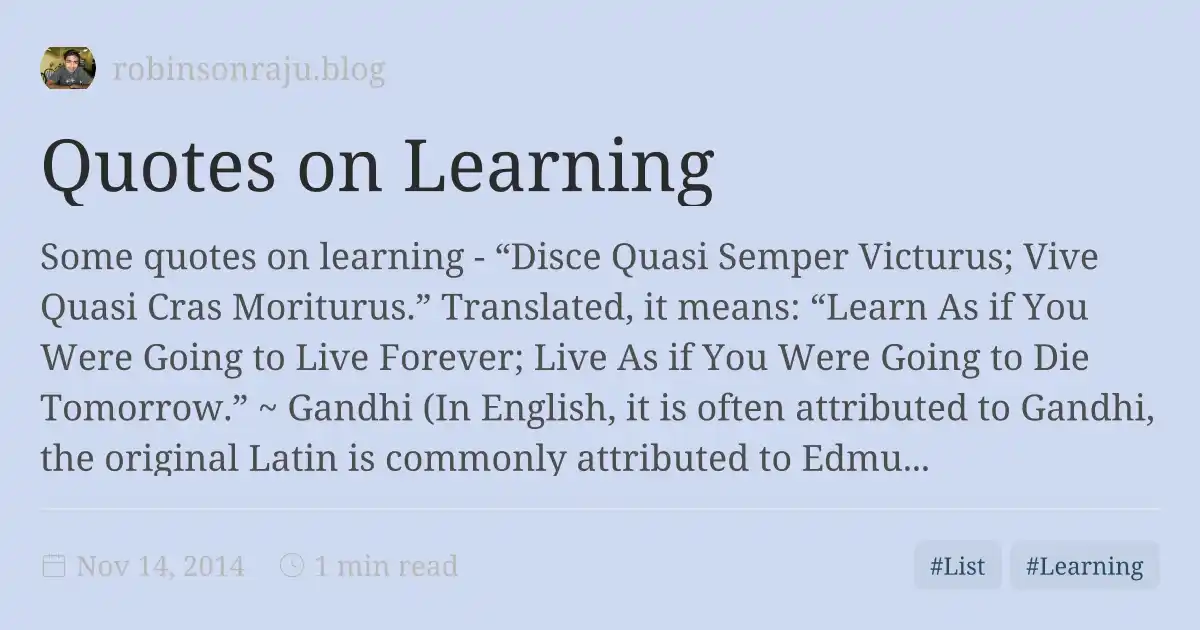 robinsonraju.blog
Quotes on Learning
Some quotes on learning - “Disce Quasi Semper Victurus; Vive
Quasi Cras Moriturus.” Translated, it means: “Learn As if You
Were Going to Live Forever; Live As if You Were Going to Die
Tomorrow.” ~ Gandhi (In English, it is often attributed to Gandhi,
the original Latin is commonly attributed to Edmu...
Nov 14, 2014 1 min read #List #Learning